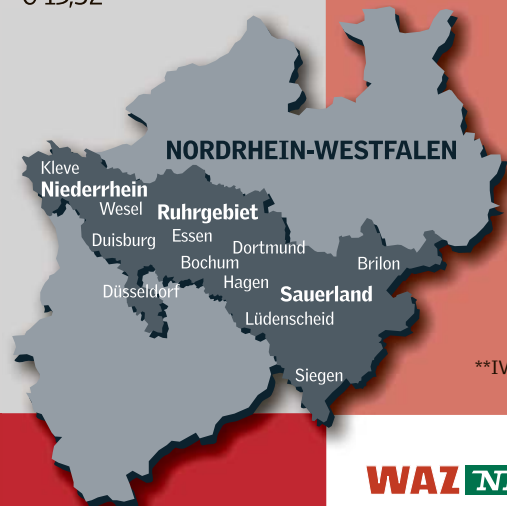 NORDRHEIN-WESTFALEN
Kleve
Niederrhein
Wesel
Ruhrgebiet
Duisburg
Essen
Dortmund
Bochum
Brilon
Hagen
Düsseldorf
Sauerland
Lüdenscheid
Siegen
**IV
WAZ